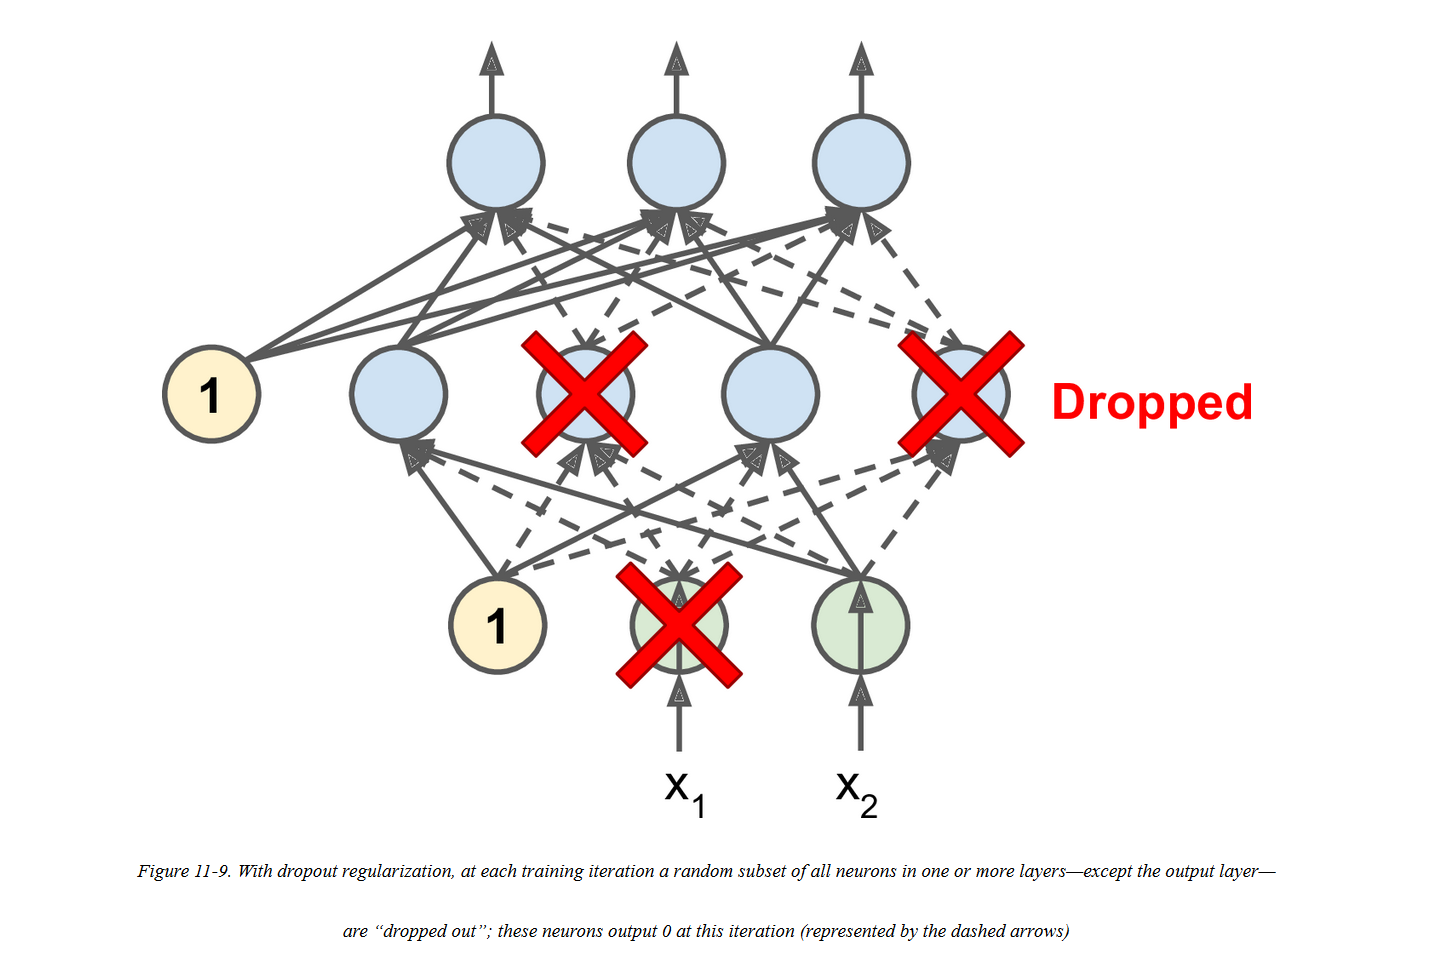 1
Dropped
1
x1
x2
Figure 11-9. With dropout regularization, at each training iteration a random subset of all neurons in one or more layers—except the output layer—
are “dropped out”; these neurons output 0 at this iteration (represented by the dashed arrows)